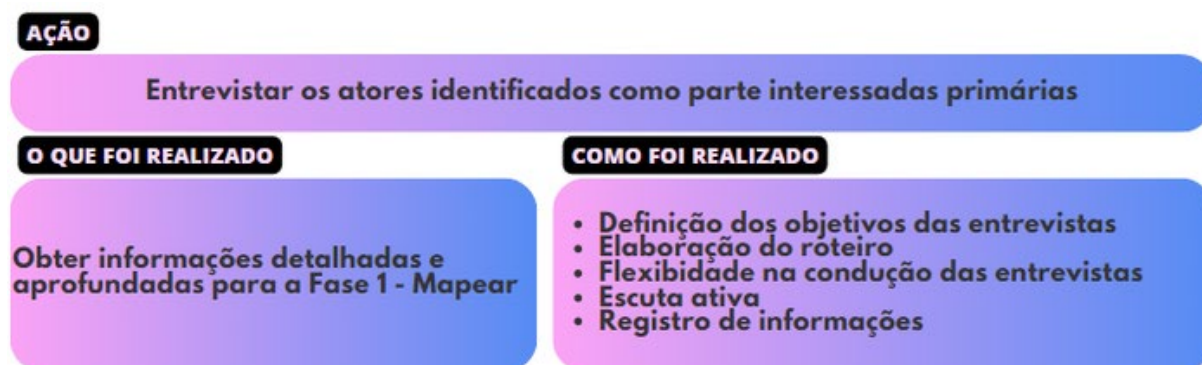 AÇÃO
Entrevistar os atores identificados como parte interessadas primárias
O QUE FOI REALIZADO
Obter informações detalhadas e
aprofundadas para a Fase 1 - Mapear
COMO FOI REALIZADO
• Definição dos objetivos das entrevistas
• Elaboração do roteiro
• Flexibidade na condução das entrevistas
• Escuta ativa
• Registro de informações